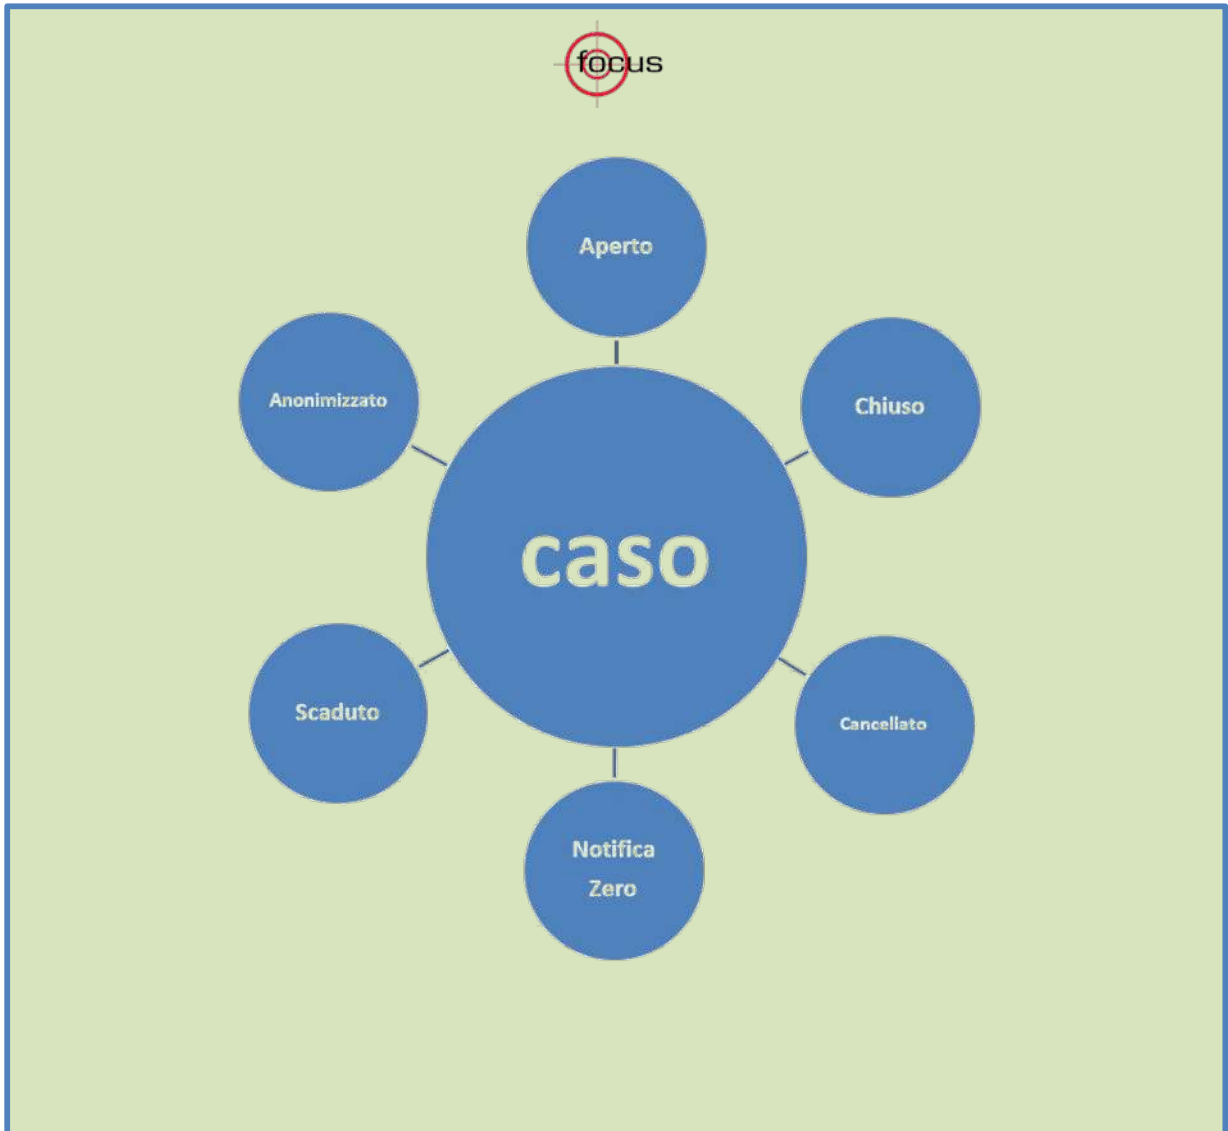 focus
Aperto
Anonimizzato
Chiuso
caso
Scaduto
Cancellato
Notifica
Zero